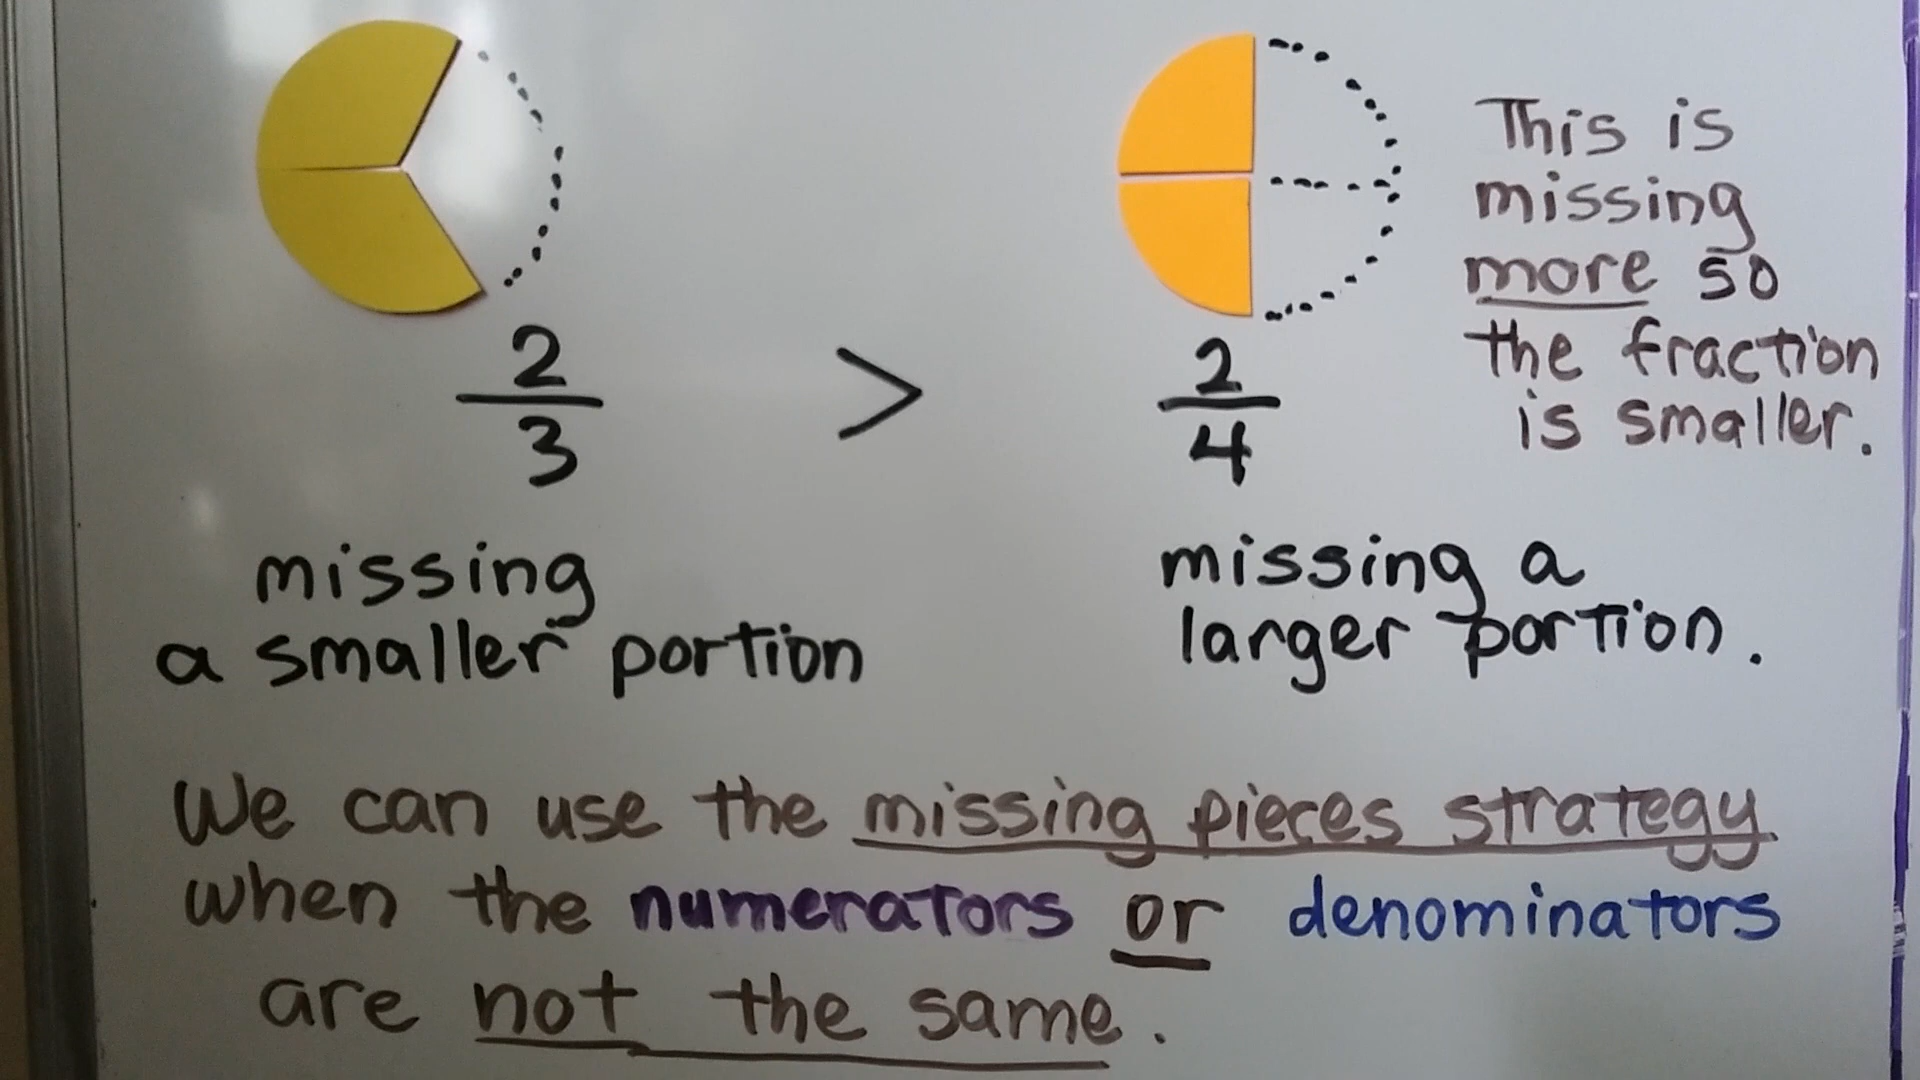 This is
missing
more so
the fraction
is smaller.
2/3 > 2/4
missing
a smaller portion
missing a
larger portion.
We can use the missing pieces strategy
when the numerators or denominators
are not the same.